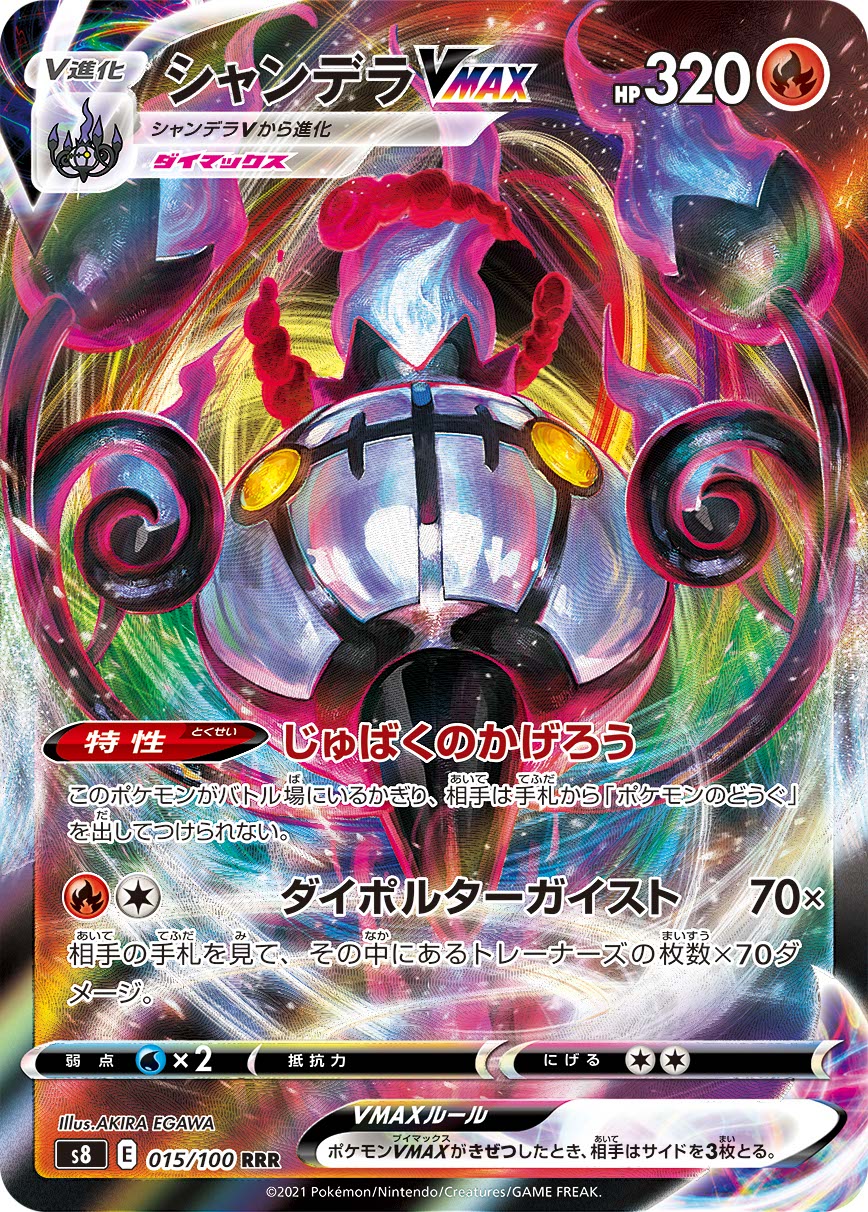 V進化
シャンデラVMAX
HP 320
シャンデラVから進化
ダイマックス
特性 とくせい じゅばくのかげろう
このポケモンがバトル場にいるかぎり、相手は手札から「ポケモンのどうぐ」
を出してつけられない。
ダイポルターガイスト 70×
相手の手札を見て、その中にあるトレーナーズの枚数×70ダ
メージ。
弱点 ×2 抵抗力 にげる
Illus.AKIRA EGAWA
VMAXルール
ポケモンVMAXがきぜつしたとき、相手はサイドを3枚とる。
s8 E 015/100 RRR
©2021 Pokémon/Nintendo/Creatures/GAME FREAK.